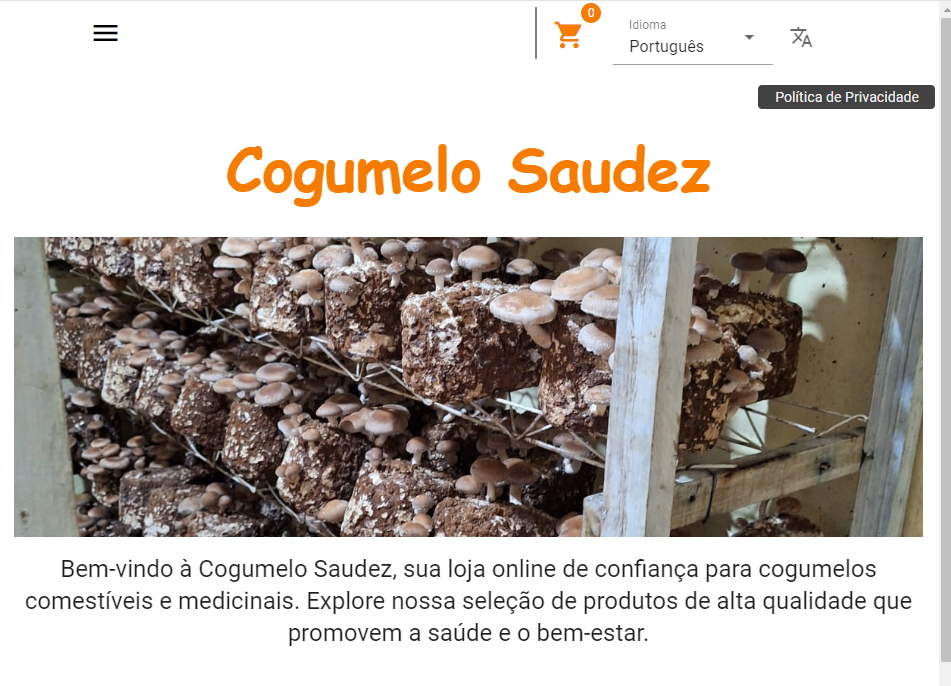 0
Idioma
Português
Política de Privacidade
Cogumelo Saudez
Bem-vindo à Cogumelo Saudez, sua loja online de confiança para cogumelos
comestíveis e medicinais. Explore nossa seleção de produtos de alta qualidade que
promovem a saúde e o bem-estar.